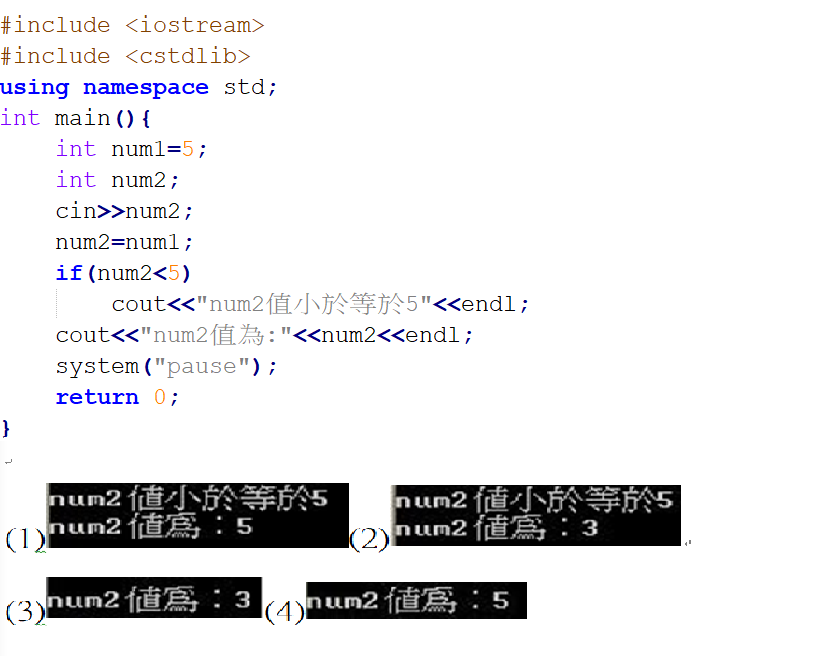 #include <iostream>
#include <cstdlib>
using namespace std;
int main(){
    int num1=5;
    int num2;
    cin>>num2;
    num2=num1;
    if(num2<5)
        cout<<"num2值小於等於5"<<endl;
    cout<<"num2值為:"<<num2<<endl;
    system("pause");
    return 0;
}
(1) num2 值小於等於5
num2 值為：5
(2) num2 值小於等於5
num2 值為：3
(3) num2 值為：3
(4) num2 值為：5